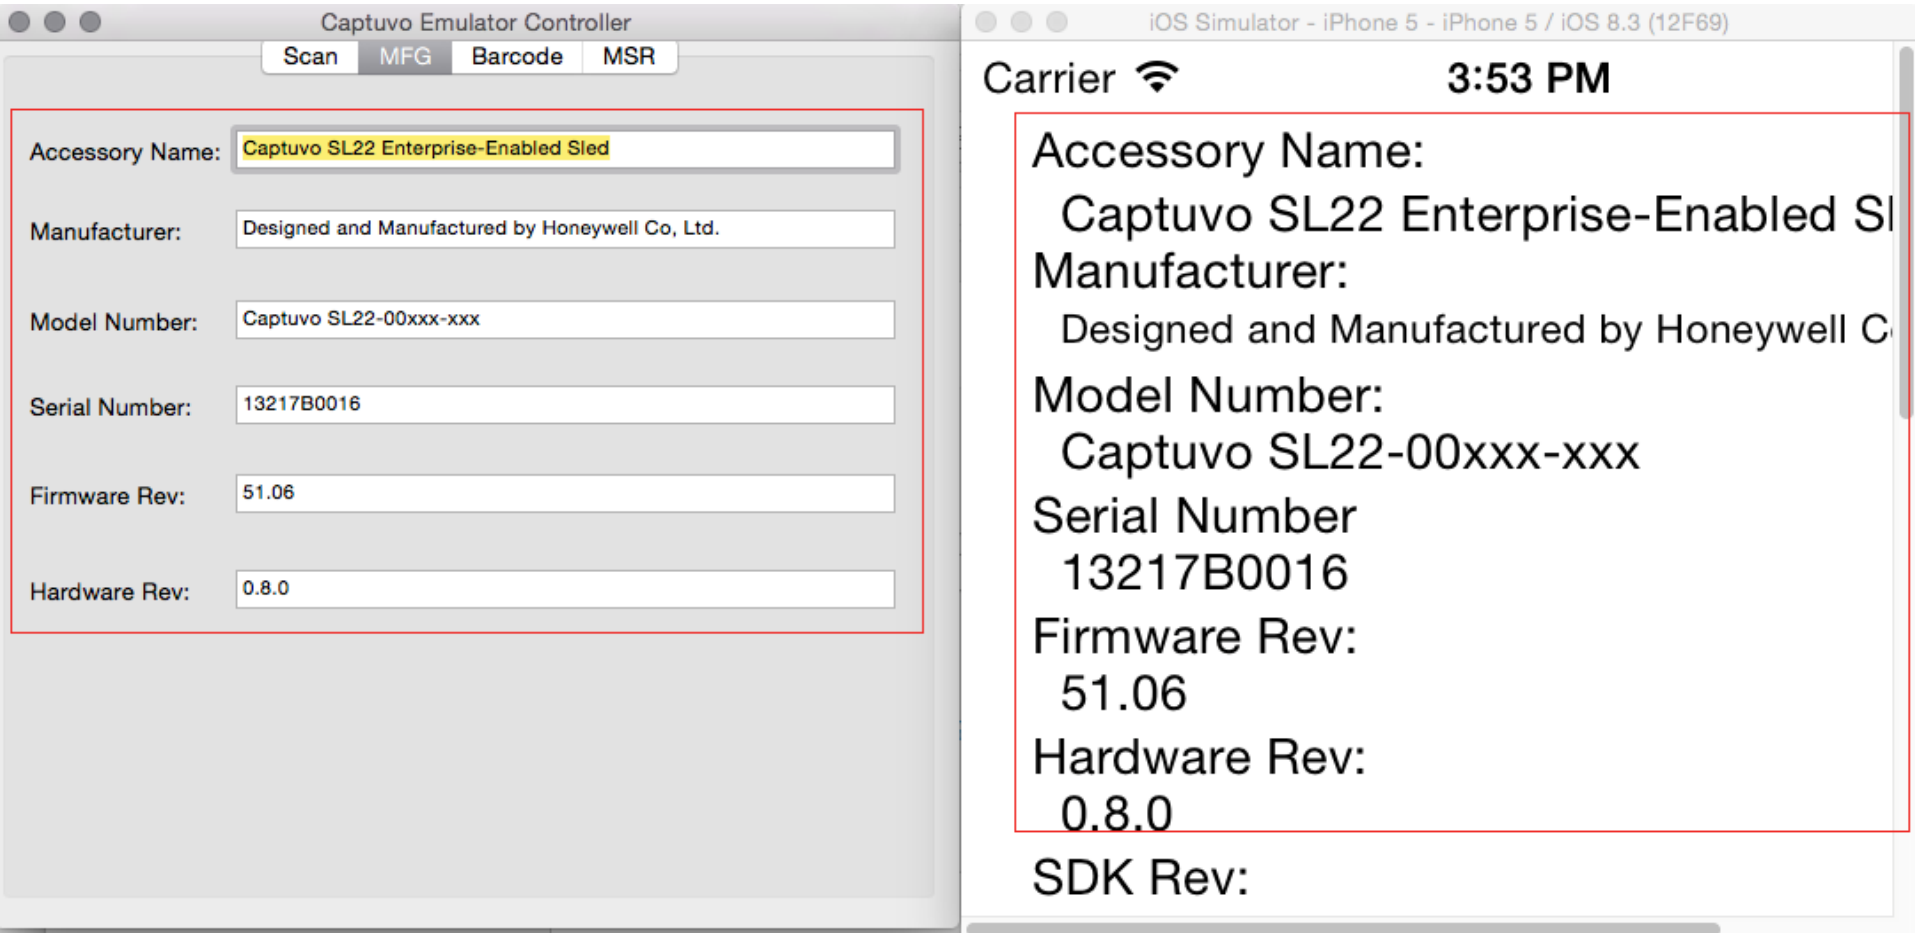 Captuvo Emulator Controller
Scan MFG Barcode MSR
Accessory Name: Captuvo SL22 Enterprise-Enabled Sled
Manufacturer: Designed and Manufactured by Honeywell Co, Ltd.
Model Number: Captuvo SL22-00xxx-xxx
Serial Number: 13217B0016
Firmware Rev: 51.06
Hardware Rev: 0.8.0
iOS Simulator - iPhone 5 - iPhone 5 / iOS 8.3 (12F69)
Carrier 3:53 PM
Accessory Name:
Captuvo SL22 Enterprise-Enabled Sl
Manufacturer:
Designed and Manufactured by Honeywell C
Model Number:
Captuvo SL22-00xxx-xxx
Serial Number
13217B0016
Firmware Rev:
51.06
Hardware Rev:
0.8.0
SDK Rev: